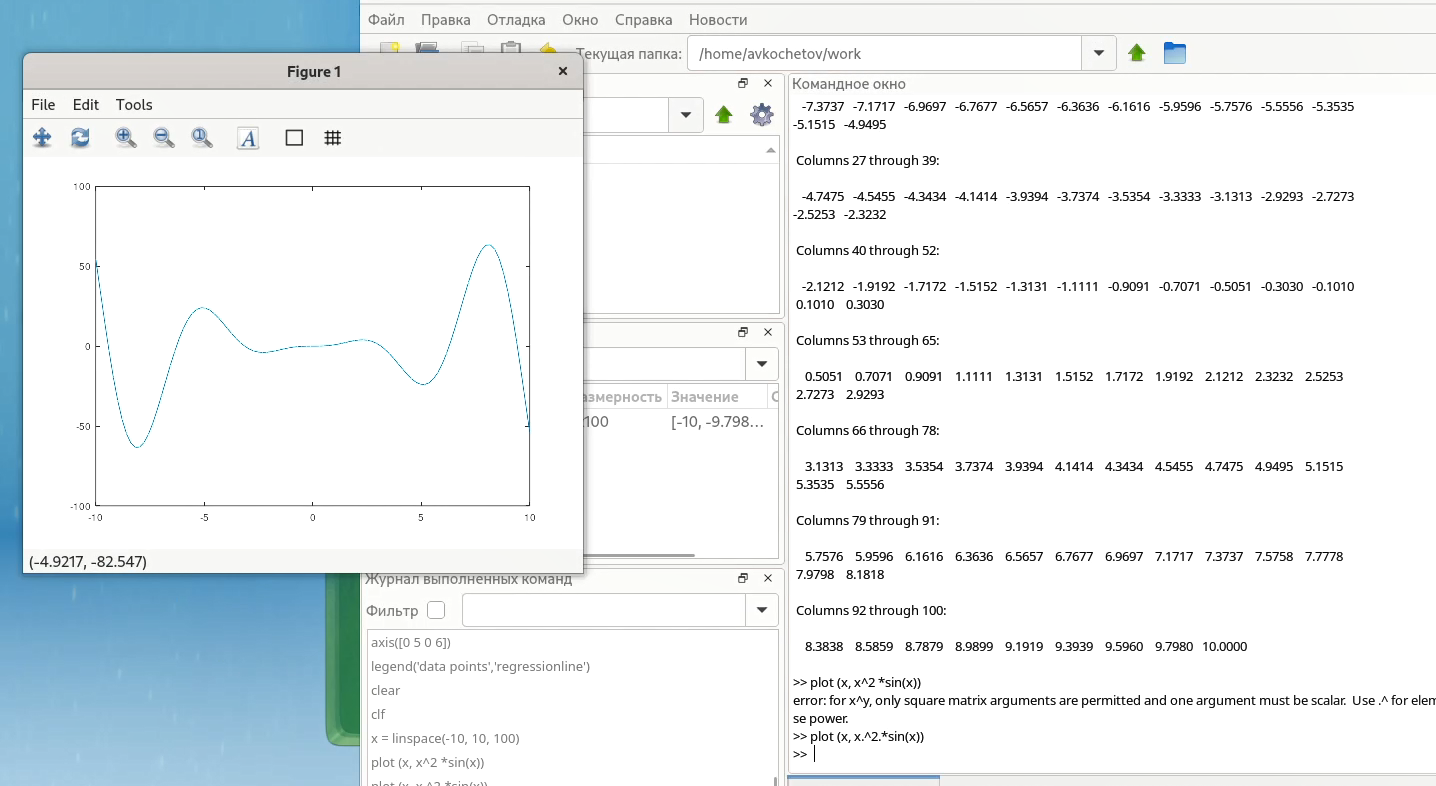 Файл Правка Отладка Окно Справка Новости
Текущая папка: /home/avkochetov/work
Figure 1
File Edit Tools
A
1
100
50
0
-50
-100
-10 -5 0 5 10
(-4.9217, -82.547)
азмерность Значение
100 [-10, -9.798...
Журнал выполненных команд
Фильтр
axis([0 5 0 6])
legend('data points','regressionline')
clear
clf
x = linspace(-10, 10, 100)
plot (x, x^2 *sin(x))
plot (x, x.^2.*sin(x))
Командное окно
-7.3737 -7.1717 -6.9697 -6.7677 -6.5657 -6.3636 -6.1616 -5.9596 -5.7576 -5.5556 -5.3535
-5.1515 -4.9495
Columns 27 through 39:
-4.7475 -4.5455 -4.3434 -4.1414 -3.9394 -3.7374 -3.5354 -3.3333 -3.1313 -2.9293 -2.7273
-2.5253 -2.3232
Columns 40 through 52:
-2.1212 -1.9192 -1.7172 -1.5152 -1.3131 -1.1111 -0.9091 -0.7071 -0.5051 -0.3030 -0.1010
0.1010 0.3030
Columns 53 through 65:
0.5051 0.7071 0.9091 1.1111 1.3131 1.5152 1.7172 1.9192 2.1212 2.3232 2.5253
2.7273 2.9293
Columns 66 through 78:
3.1313 3.3333 3.5354 3.7374 3.9394 4.1414 4.3434 4.5455 4.7475 4.9495 5.1515
5.3535 5.5556
Columns 79 through 91:
5.7576 5.9596 6.1616 6.3636 6.5657 6.7677 6.9697 7.1717 7.3737 7.5758 7.7778
7.9798 8.1818
Columns 92 through 100:
8.3838 8.5859 8.7879 8.9899 9.1919 9.3939 9.5960 9.7980 10.0000
>> plot (x, x^2 *sin(x))
error: for x^y, only square matrix arguments are permitted and one argument must be scalar. Use .^ for elem
se power.
>> plot (x, x.^2.*sin(x))
>>